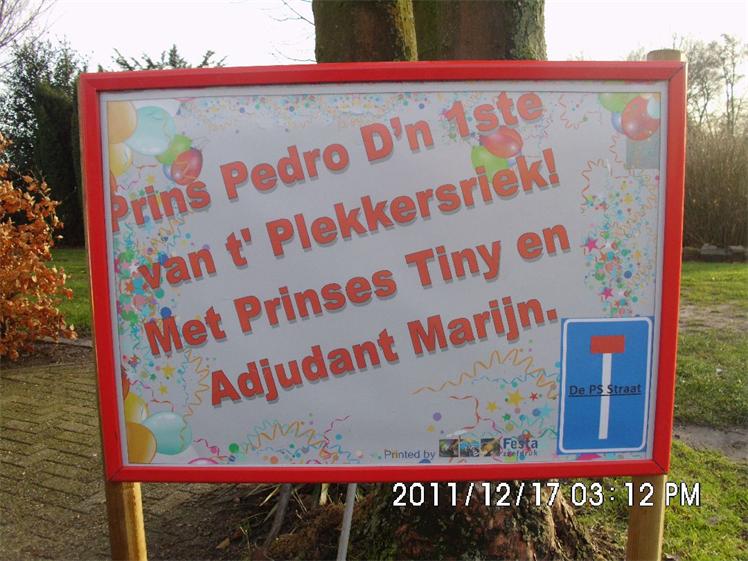 Prins Pedro D'n 1ste
van t' Plekkersriek!
Met Prinses Tiny en
Adjudant Marijn.
De PS Straat
Printed by
Festa
2011/12/17 03:12 PM